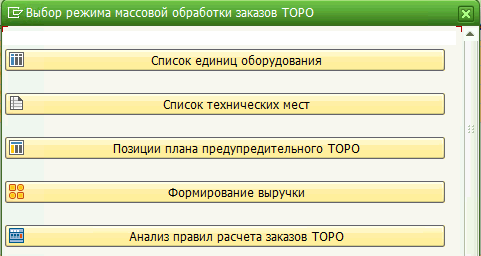 Выбор режима массовой обработки заказов ТОРО
Список единиц оборудования
Список технических мест
Позиции плана предупредительного ТОРО
Формирование выручки
Анализ правил расчета заказов ТОРО